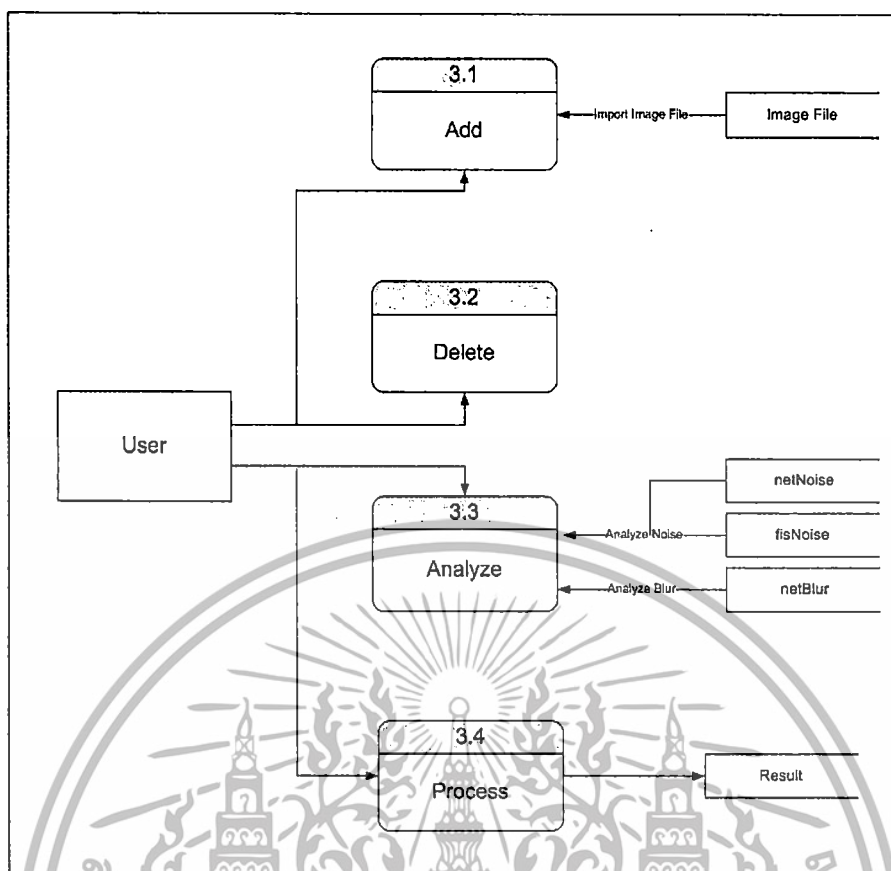 3.1
Add
Import Image File
Image File
3.2
Delete
User
netNoise
3.3
Analyze Noise
fisNoise
Analyze
Analyze Blur
netBlur
3.4
Process
Result